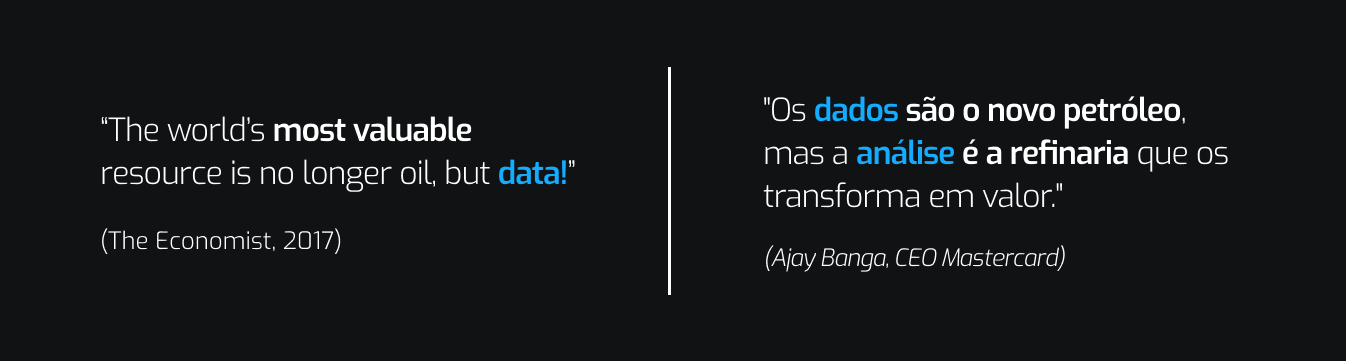 “The world’s most valuable
resource is no longer oil, but data!”
(The Economist, 2017)
"Os dados são o novo petróleo,
mas a análise é a refinaria que os
transforma em valor."
(Ajay Banga, CEO Mastercard)